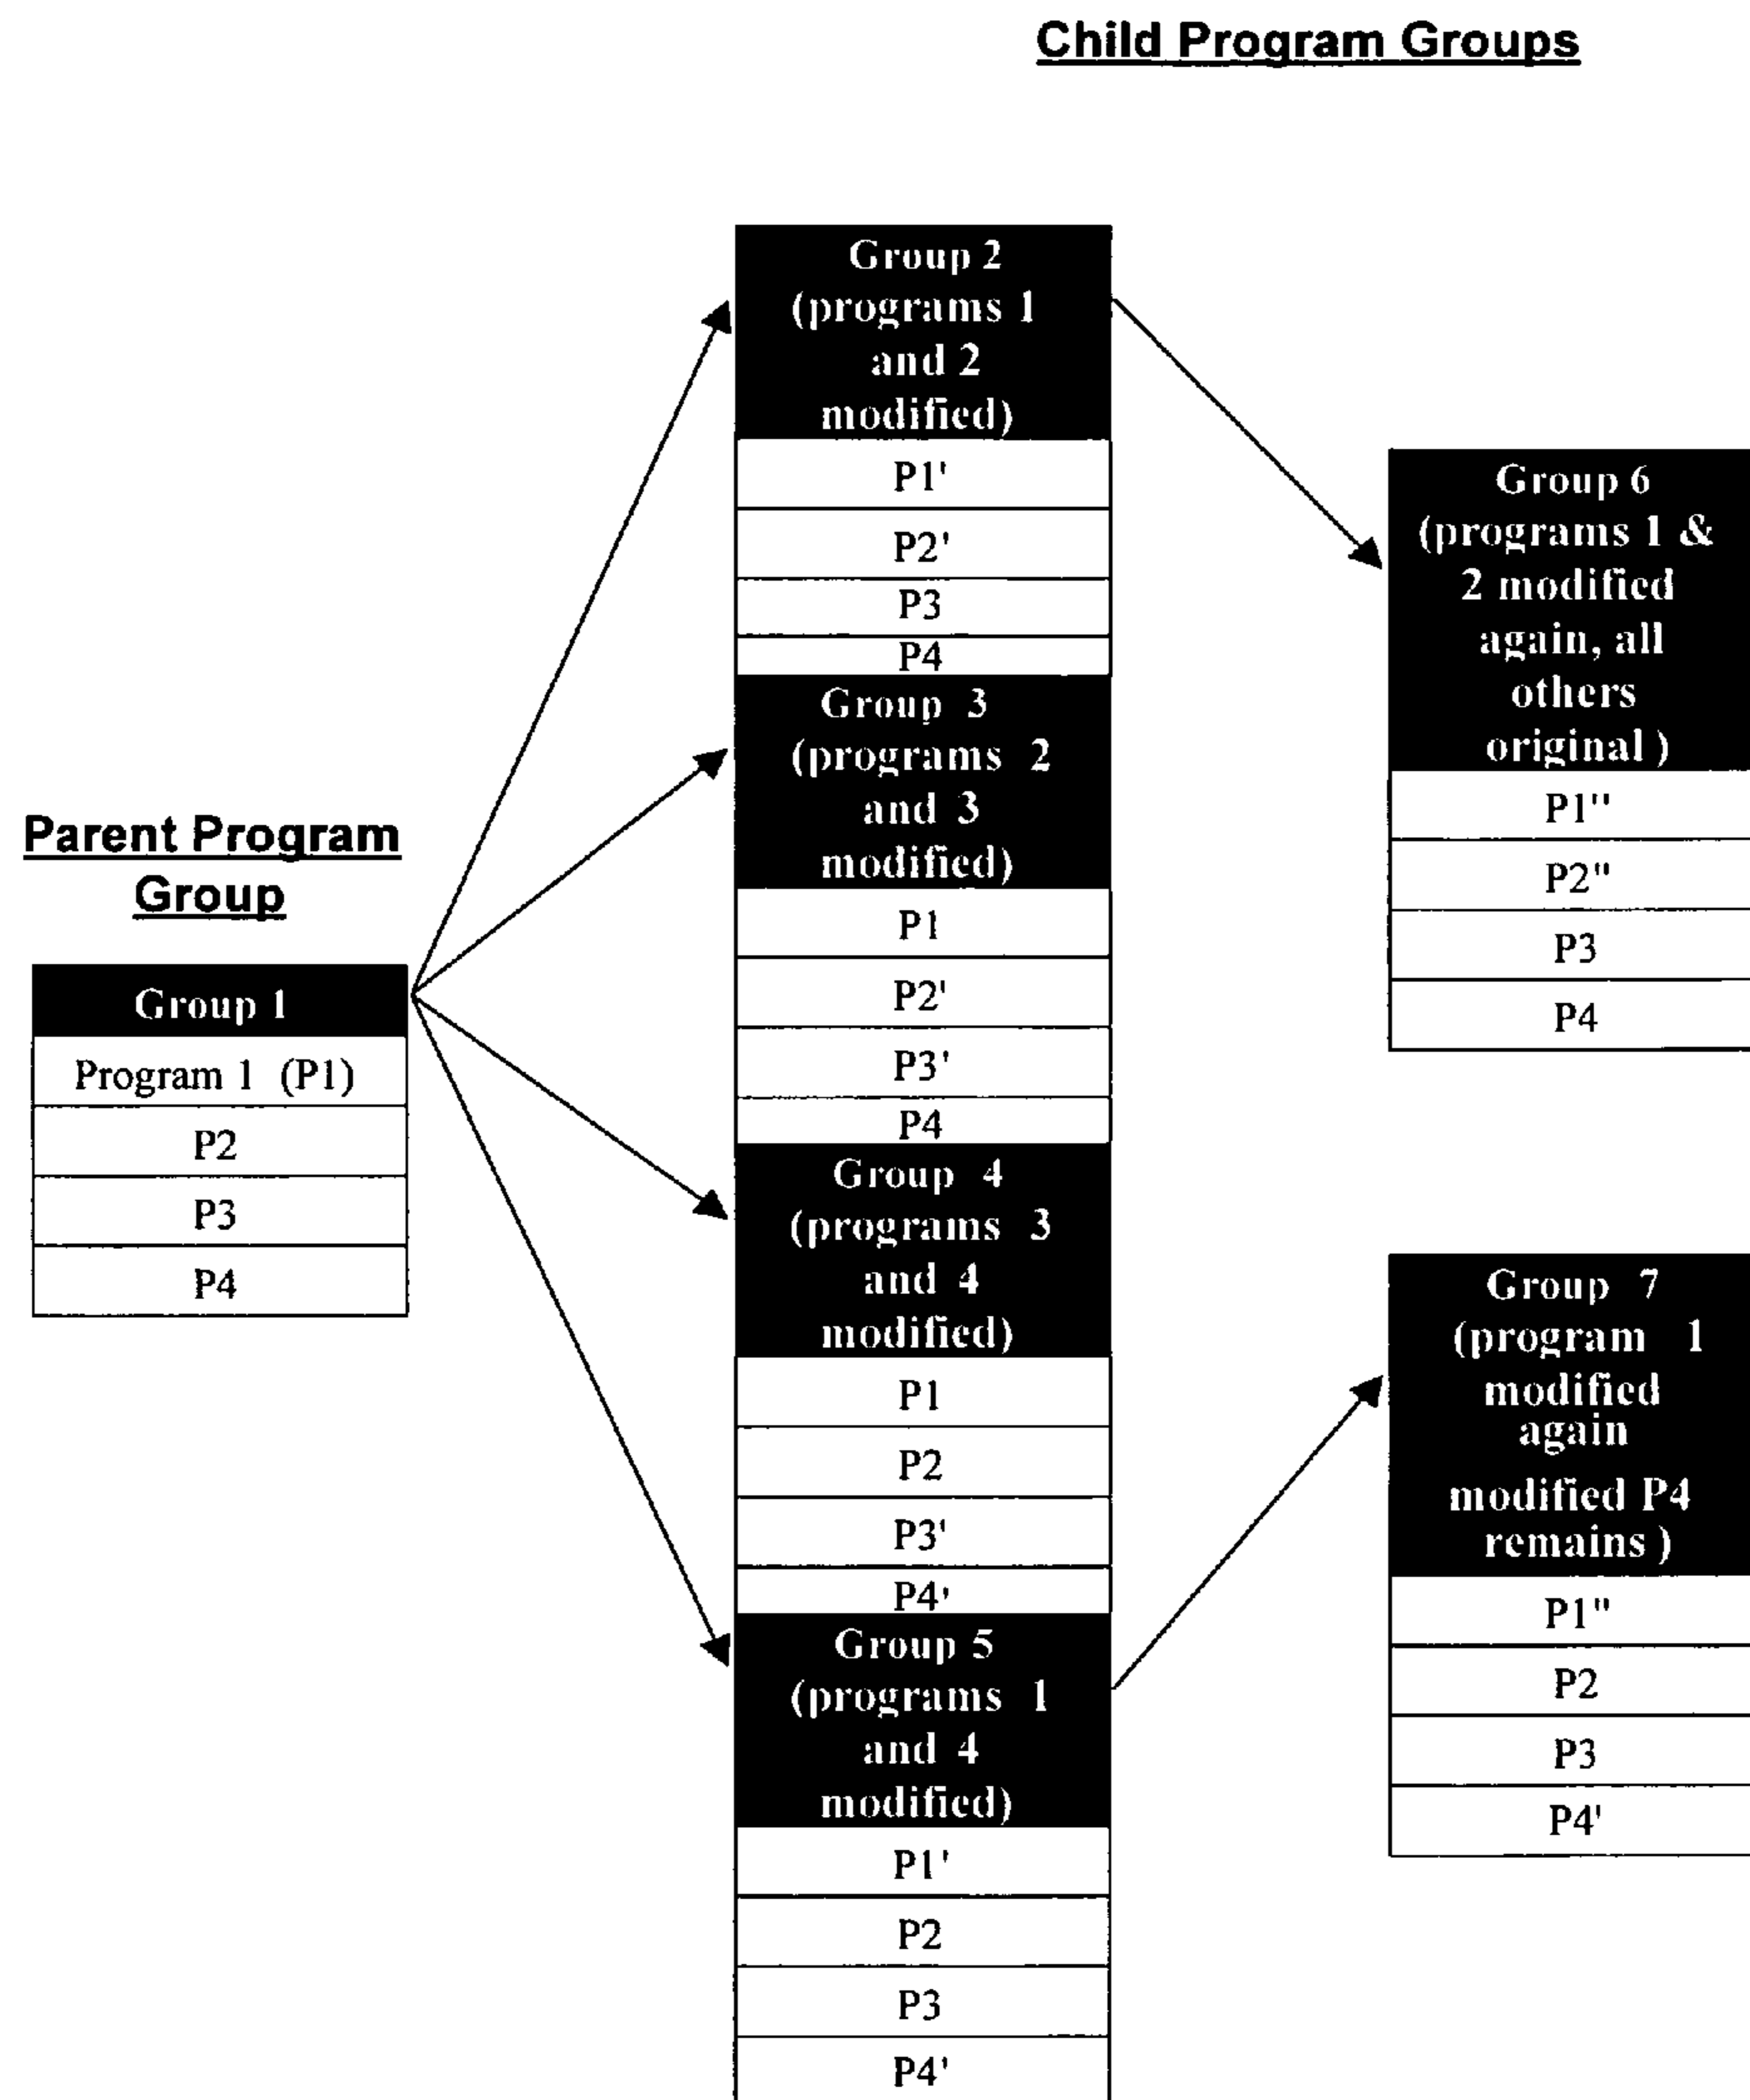 Child Program Groups
Parent Program
Group
Group 1
Program 1 (P1)
P2
P3
P4
Group 2
(programs 1
and 2
modified)
P1'
P2'
P3
P4
Group 3
(programs 2
and 3
modified)
P1
P2'
P3'
P4
Group 4
(programs 3
and 4
modified)
P1
P2
P3'
P4'
Group 5
(programs 1
and 4
modified)
P1'
P2
P3
P4'
Group 6
(programs 1 &
2 modified
again, all
others
original )
P1"
P2"
P3
P4
Group 7
(program 1
modified
again
modified P4
remains )
P1"
P2
P3
P4'